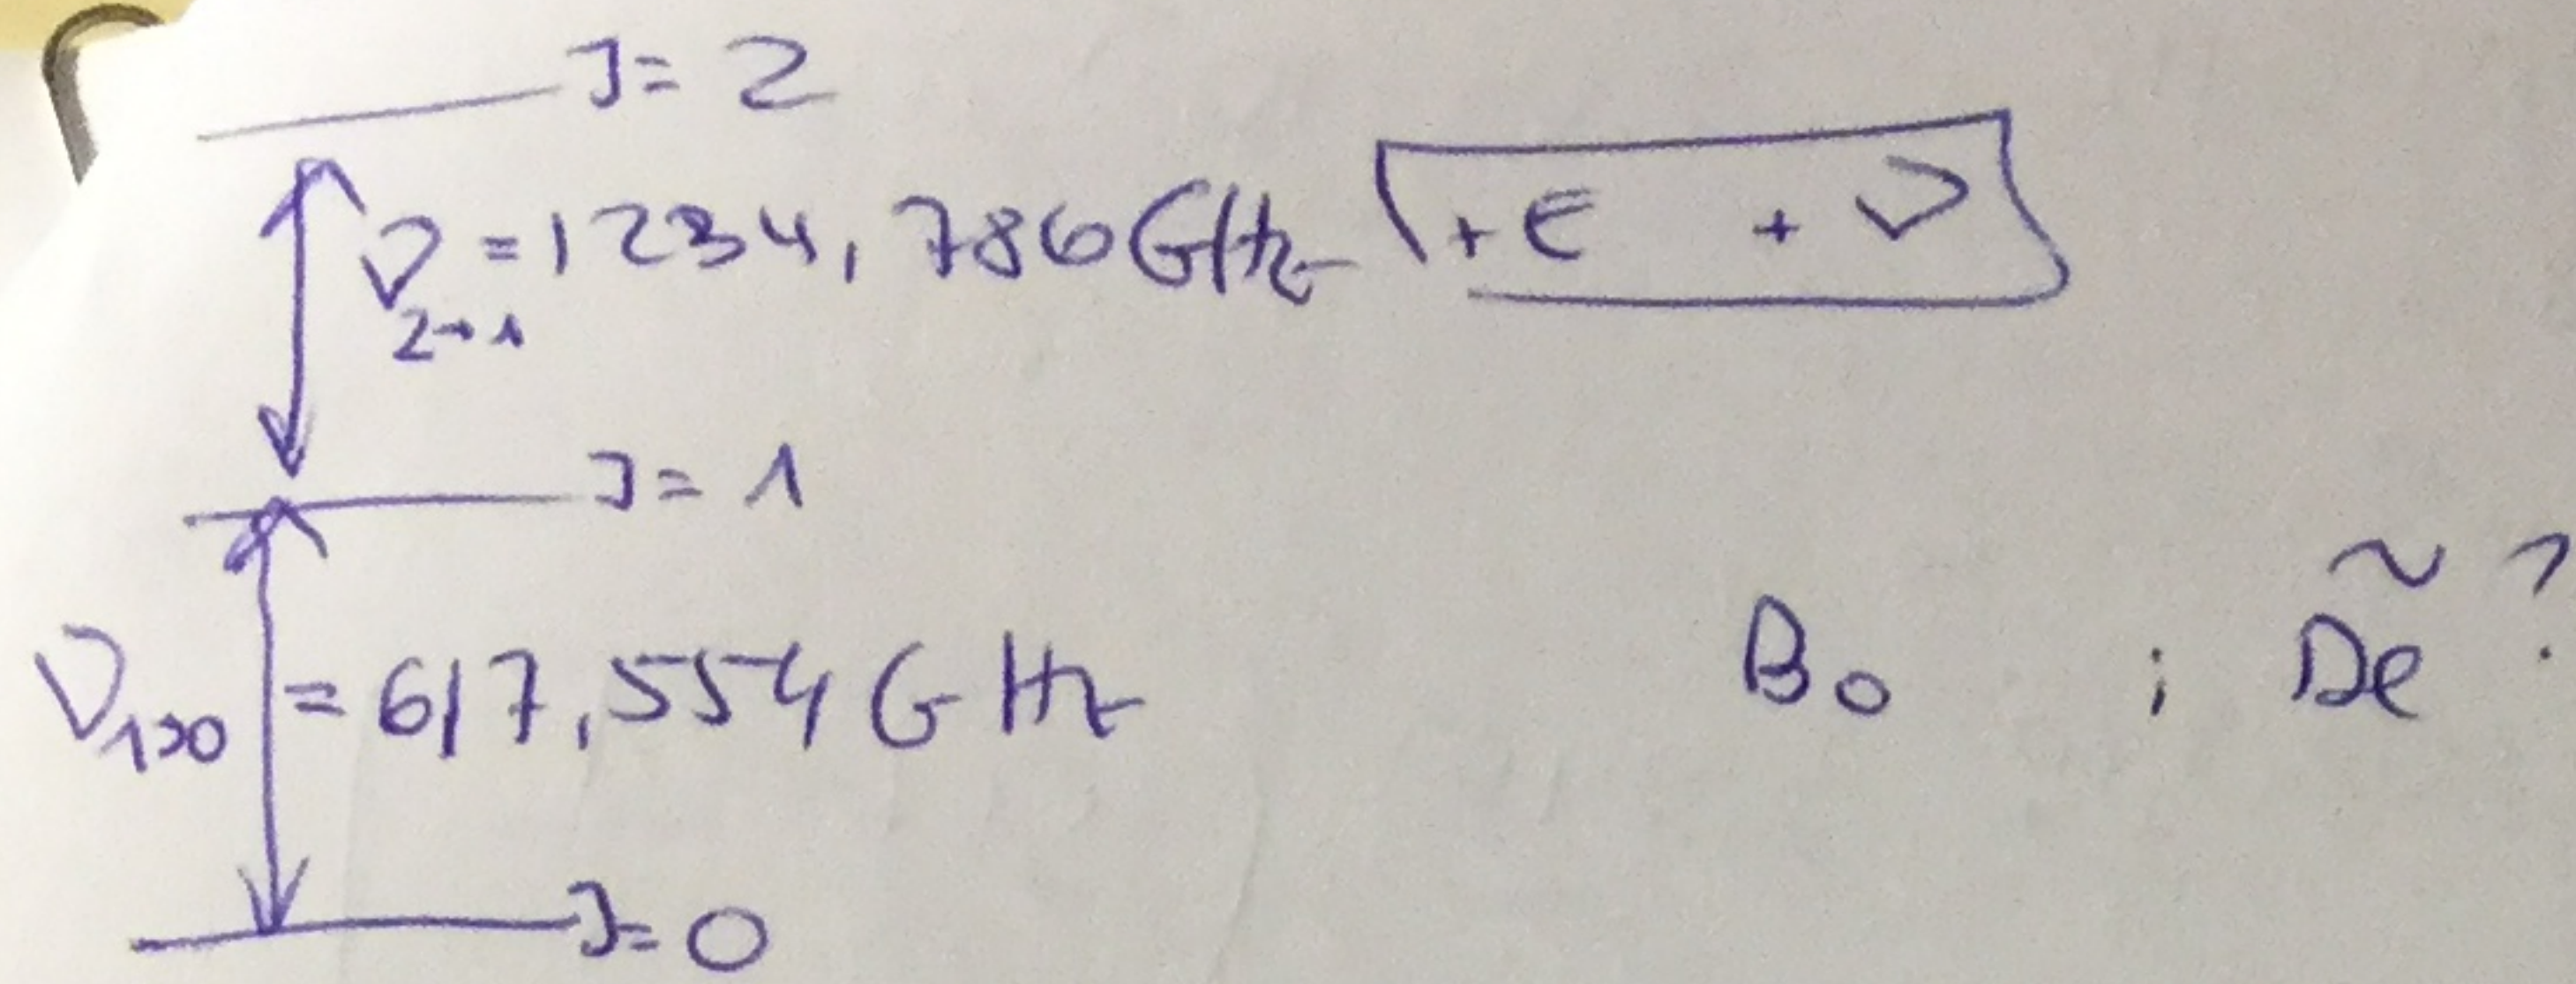 J= 2
ν2→1 = 1234,786 GHz + E + ν
J= 1
ν1→0 = 617,554 GHz B0 ; D̃e ?
J= 0